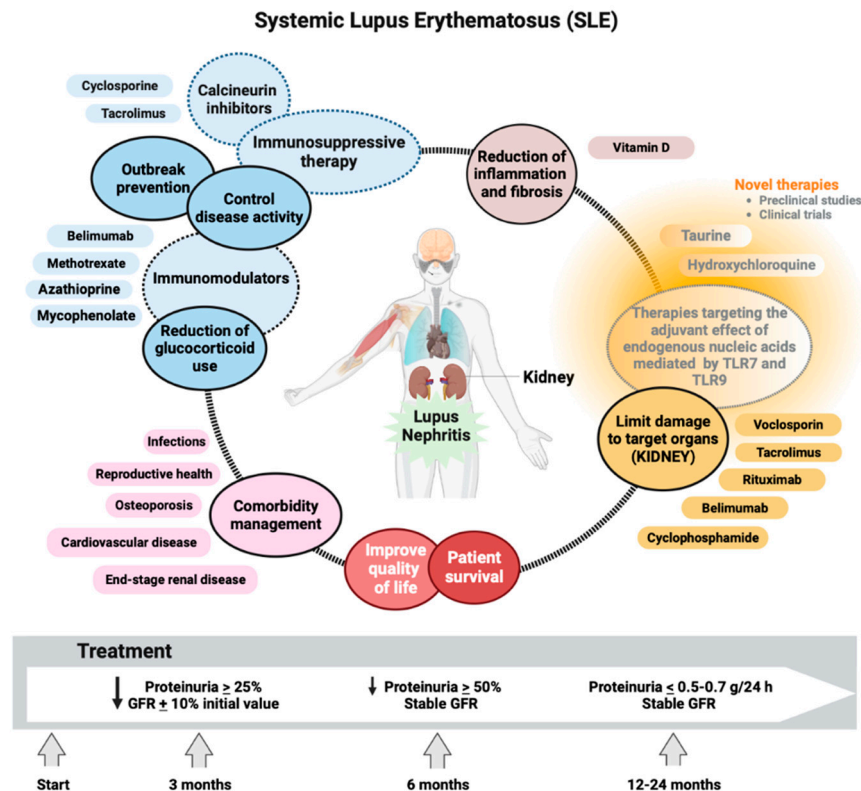 Systemic Lupus Erythematosus (SLE)
Cyclosporine
Tacrolimus
Calcineurin
inhibitors
Immunosuppressive
therapy
Outbreak
prevention
Control
disease activity
Belimumab
Methotrexate
Azathioprine
Mycophenolate
Immunomodulators
Reduction of
glucocorticoid
use
Reduction of
inflammation
and fibrosis
Vitamin D
Novel therapies
• Preclinical studies
• Clinical trials
Taurine
Hydroxychloroquine
Therapies targeting the
adjuvant effect of
endogenous nucleic acids
mediated by TLR7 and
TLR9
Kidney
Lupus
Nephritis
Limit damage
to target organs
(KIDNEY)
Voclosporin
Tacrolimus
Rituximab
Belimumab
Cyclophosphamide
Infections
Reproductive health
Osteoporosis
Cardiovascular disease
End-stage renal disease
Comorbidity
management
Improve
quality
of life
Patient
survival
Treatment
↓ Proteinuria ≥ 25%
GFR ± 10% initial value
↓ Proteinuria ≥ 50%
Stable GFR
Proteinuria ≤ 0.5-0.7 g/24 h
Stable GFR
Start
3 months
6 months
12-24 months